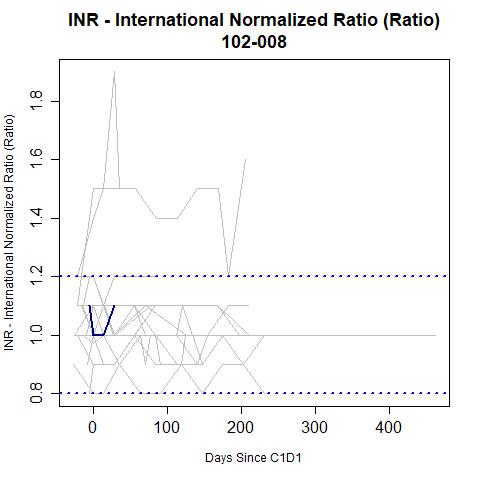 INR - International Normalized Ratio (Ratio)
102-008
INR - International Normalized Ratio (Ratio)
1.8
1.6
1.4
1.2
1.0
0.8
0 100 200 300 400
Days Since C1D1